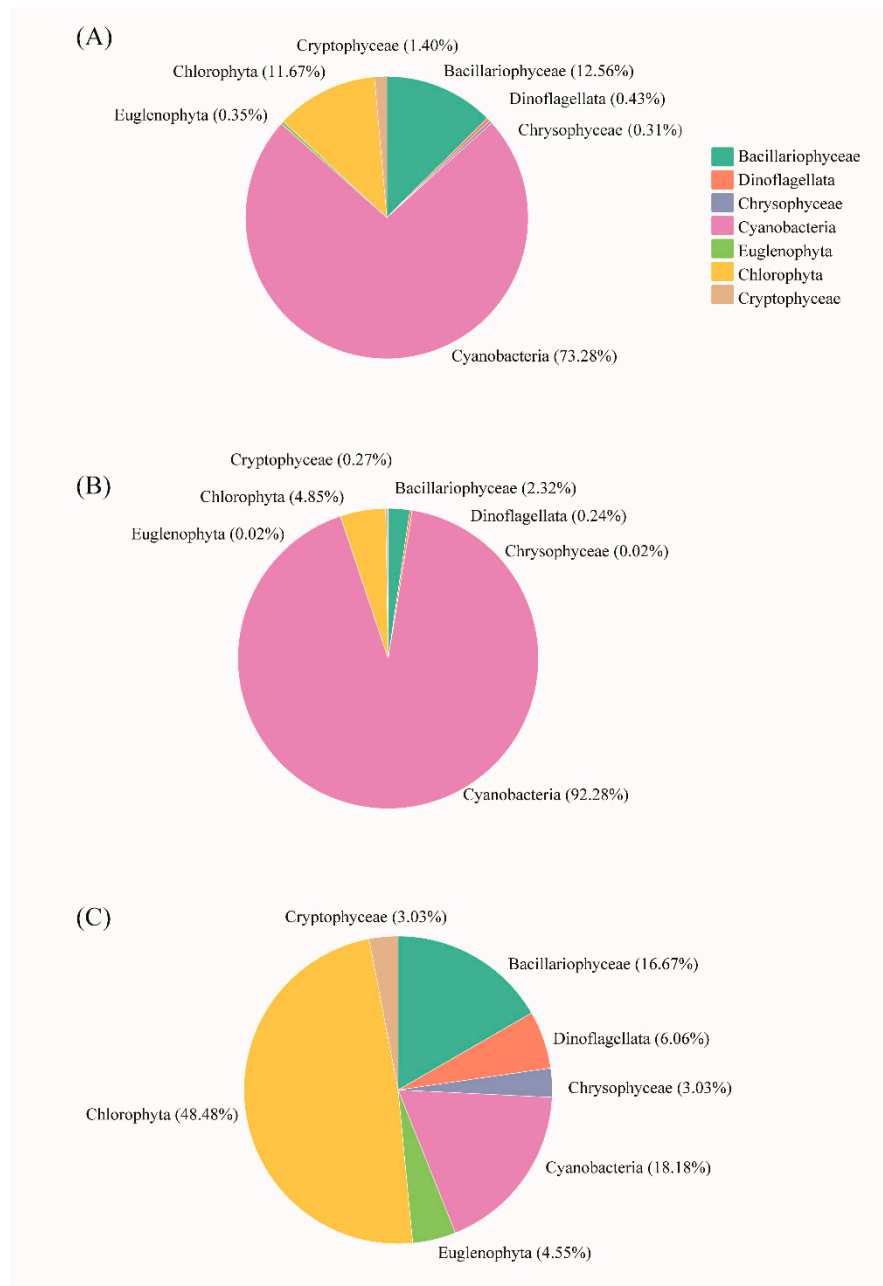 (A)
Cryptophyceae (1.40%)
Chlorophyta (11.67%)
Bacillariophyceae (12.56%)
Euglenophyta (0.35%)
Dinoflagellata (0.43%)
Chrysophyceae (0.31%)
Cyanobacteria (73.28%)
Bacillariophyceae
Dinoflagellata
Chrysophyceae
Cyanobacteria
Euglenophyta
Chlorophyta
Cryptophyceae
(B)
Cryptophyceae (0.27%)
Chlorophyta (4.85%)
Bacillariophyceae (2.32%)
Euglenophyta (0.02%)
Dinoflagellata (0.24%)
Chrysophyceae (0.02%)
Cyanobacteria (92.28%)
(C)
Cryptophyceae (3.03%)
Bacillariophyceae (16.67%)
Dinoflagellata (6.06%)
Chrysophyceae (3.03%)
Chlorophyta (48.48%)
Cyanobacteria (18.18%)
Euglenophyta (4.55%)